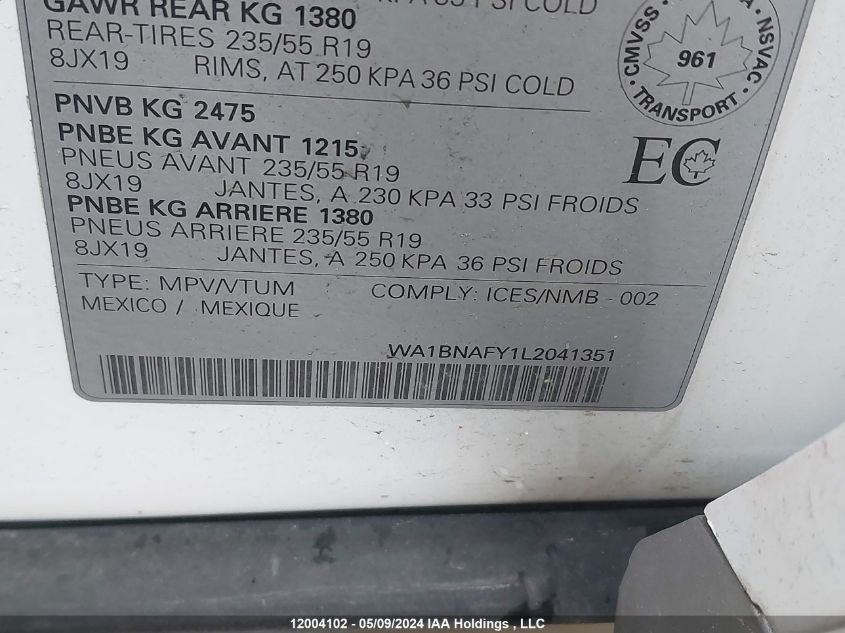 GAWR REAR KG 1380
PSI COLD
REAR-TIRES 235/55 R19
8JX19 RIMS, AT 250 KPA 36 PSI COLD
CMVSS NSVAC
961
TRANSPORT
PNVB KG 2475
PNBE KG AVANT 1215
PNEUS AVANT 235/55 R19
8JX19 JANTES, A 230 KPA 33 PSI FROIDS
EC
PNBE KG ARRIERE 1380
PNEUS ARRIERE 235/55 R19
8JX19 JANTES, A 250 KPA 36 PSI FROIDS
TYPE: MPV/VTUM COMPLY: ICES/NMB - 002
MEXICO / MEXIQUE
WA1BNAFY1L2041351
12004102 - 05/09/2024 IAA Holdings , LLC